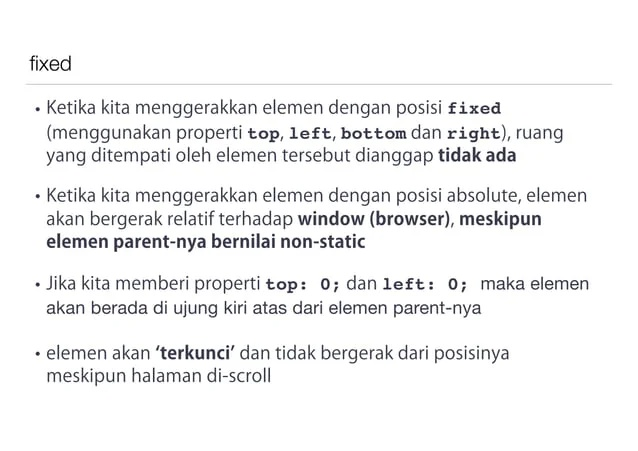 fixed
• Ketika kita menggerakkan elemen dengan posisi fixed
(menggunakan properti top, left, bottom dan right), ruang
yang ditempati oleh elemen tersebut dianggap tidak ada
• Ketika kita menggerakkan elemen dengan posisi absolute, elemen
akan bergerak relatif terhadap window (browser), meskipun
elemen parent-nya bernilai non-static
• Jika kita memberi properti top: 0; dan left: 0; maka elemen
akan berada di ujung kiri atas dari elemen parent-nya
• elemen akan ‘terkunci’ dan tidak bergerak dari posisinya
meskipun halaman di-scroll